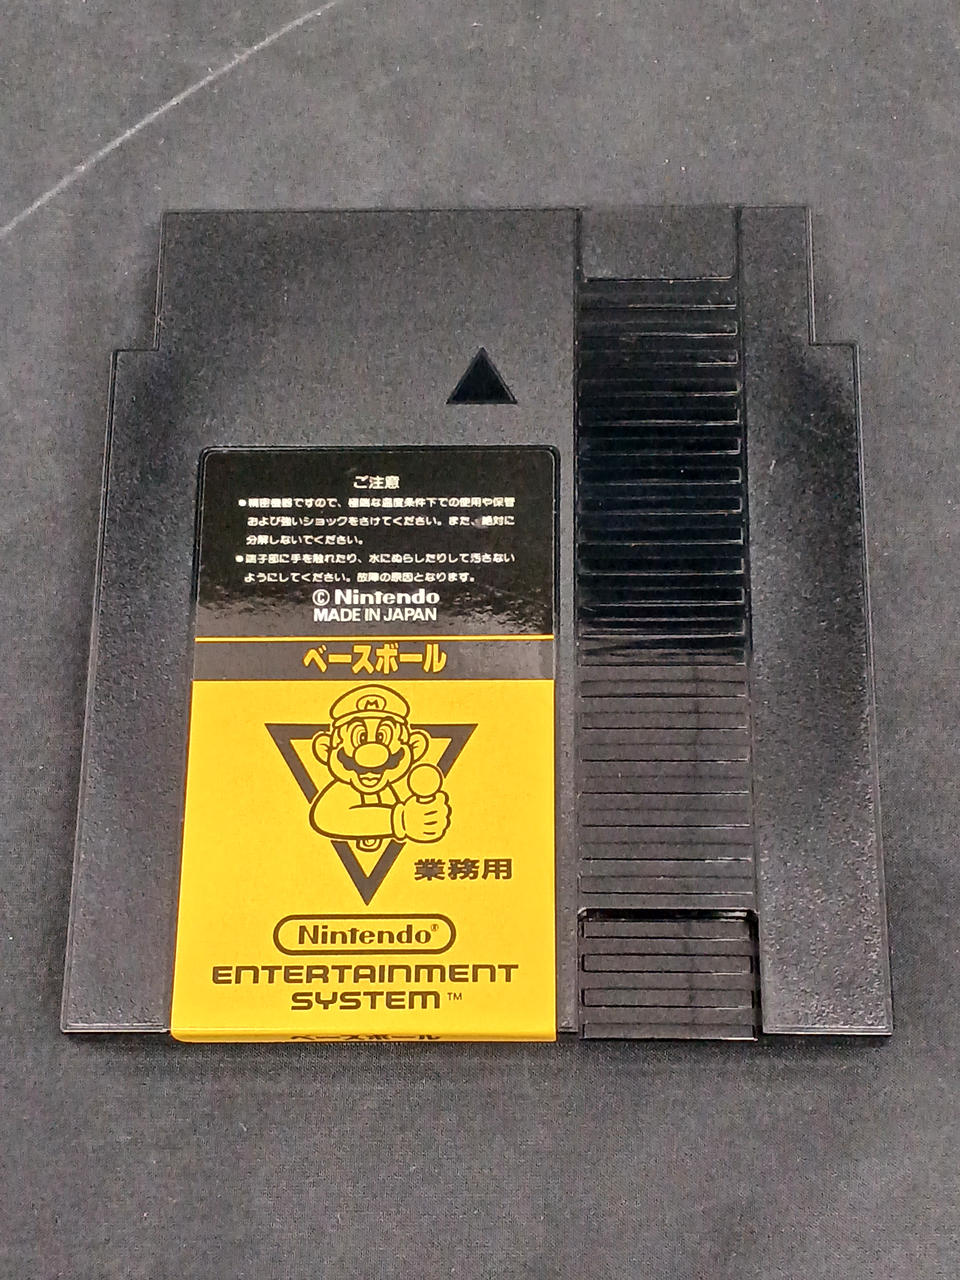 ご注意
●精密機器ですので、極端な温度条件下での使用や保管
および強いショックをさけてください。また、絶対に
分解しないでください。
●端子部に手を触れたり、水にぬらしたりして汚さない
ようにしてください。故障の原因となります。
© Nintendo
MADE IN JAPAN
ベースボール
M
業務用
Nintendo®
ENTERTAINMENT
SYSTEM™
ベースボール